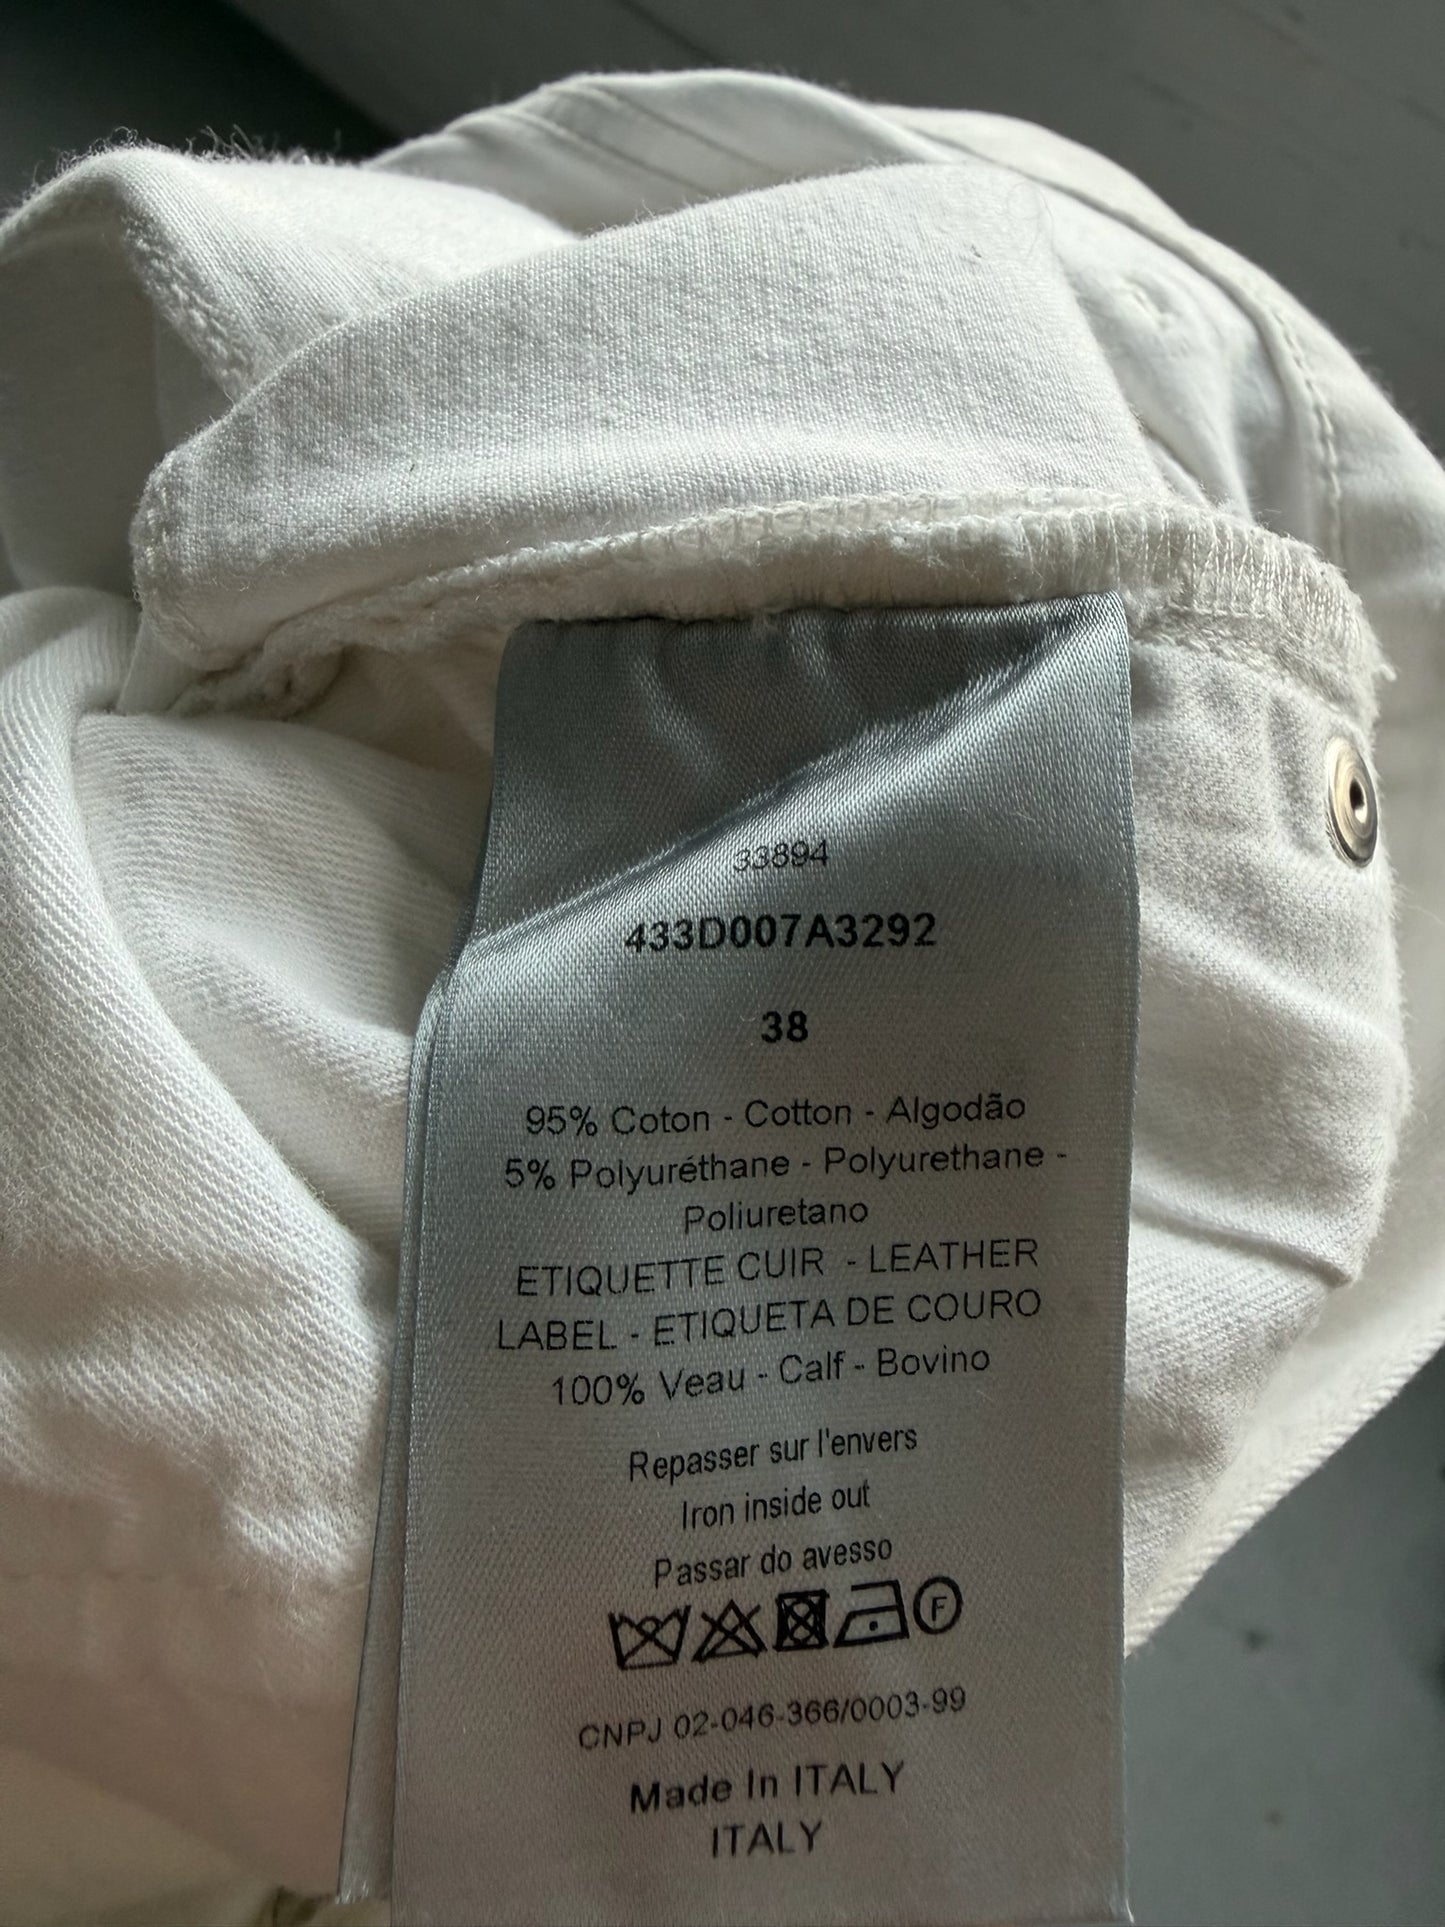 33894
433D007A3292
38
95% Coton - Cotton - Algodão
5% Polyuréthane - Polyurethane -
Poliuretano
ETIQUETTE CUIR - LEATHER
LABEL - ETIQUETA DE COURO
100% Veau - Calf - Bovino
Repasser sur l'envers
Iron inside out
Passar do avesso
F
CNPJ 02-046-366/0003-99
Made In ITALY
ITALY